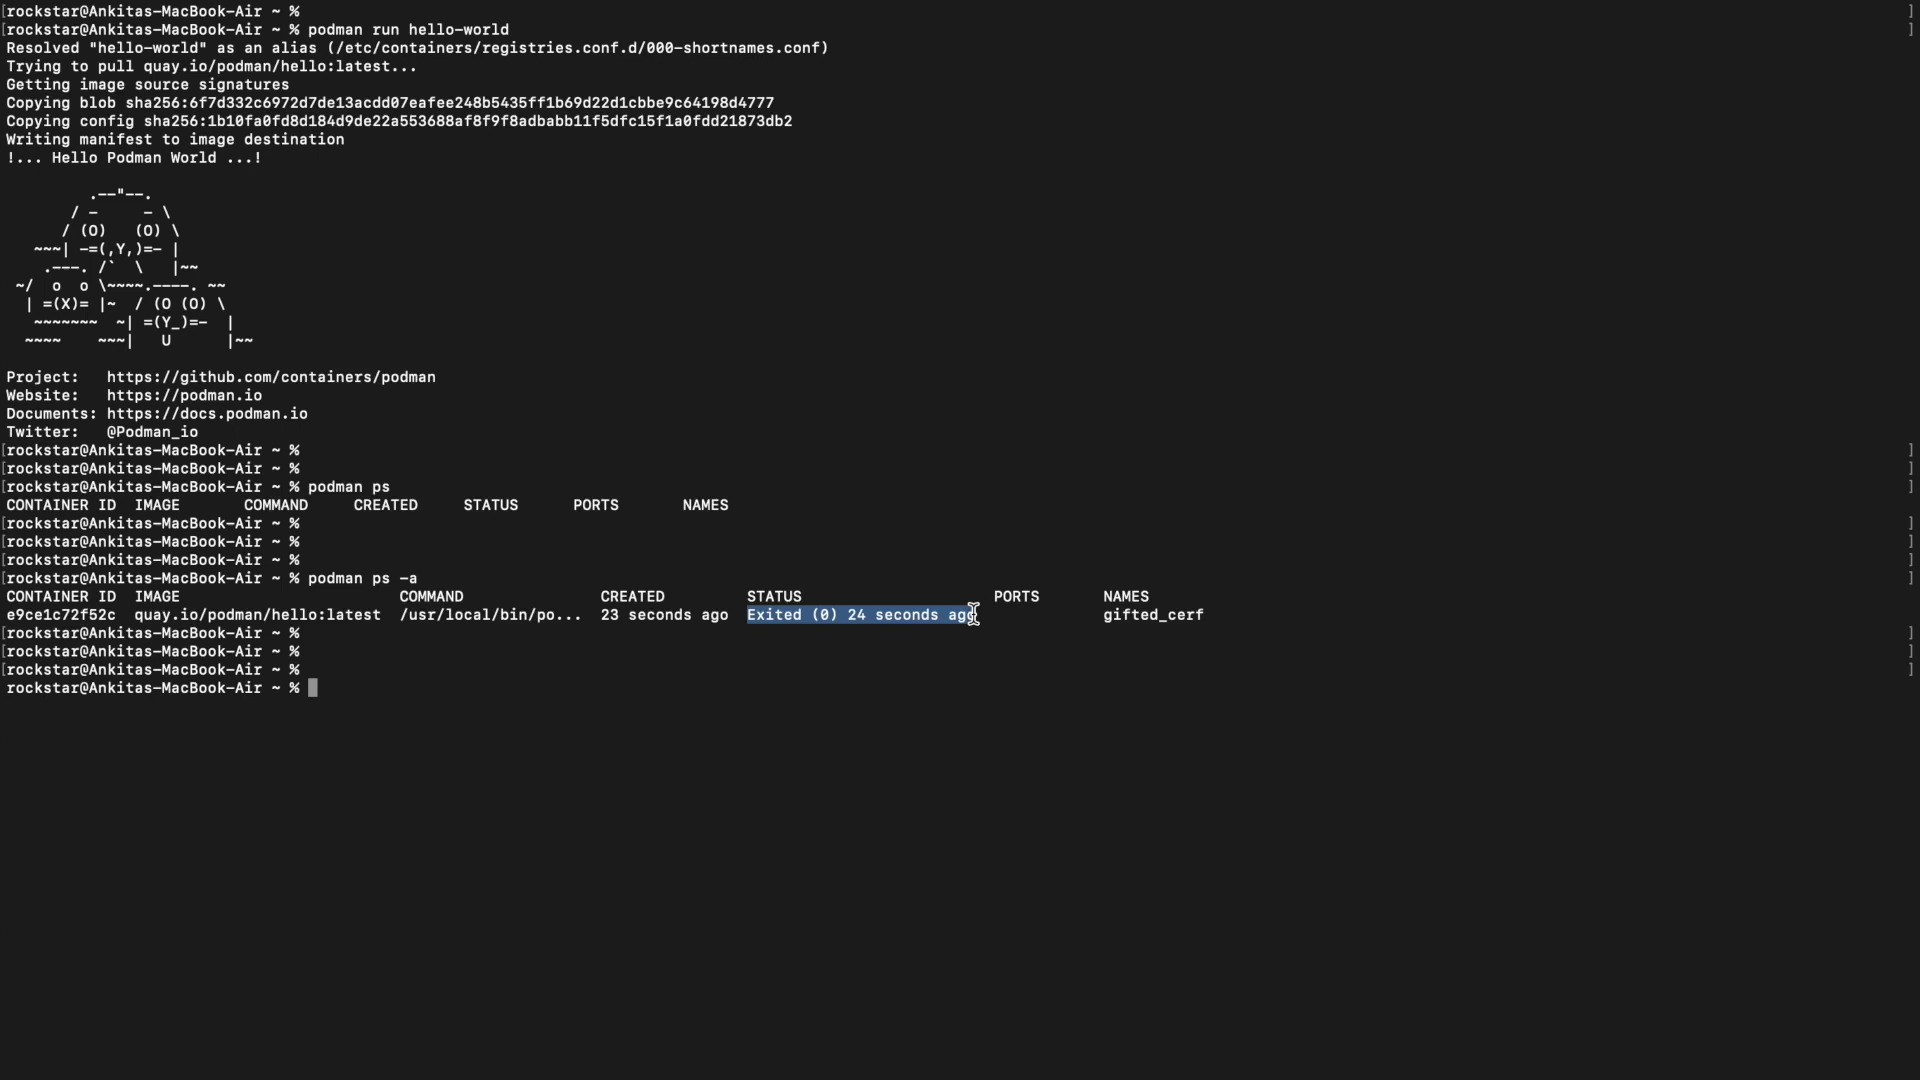 [rockstar@Ankitas-MacBook-Air ~ % ]
[rockstar@Ankitas-MacBook-Air ~ % podman run hello-world ]
Resolved "hello-world" as an alias (/etc/containers/registries.conf.d/000-shortnames.conf)
Trying to pull quay.io/podman/hello:latest...
Getting image source signatures
Copying blob sha256:6f7d332c6972d7de13acdd07eafee248b5435ff1b69d22d1cbbe9c64198d4777
Copying config sha256:1b10fa0fd8d184d9de22a553688af8f9f8adbabb11f5dfc15f1a0fdd21873db2
Writing manifest to image destination
!... Hello Podman World ...!
         .--"--.
       / -     - \
      / (O)   (O) \
   ~~~| -=(,Y,)=- |
    .---. /`  \   |~~
 ~/  o  o \~~~~.----. ~~
  | =(X)= |~  / (O (O) \
   ~~~~~~~  ~| =(Y_)=-  |
  ~~~~    ~~~|   U      |~~
Project:   https://github.com/containers/podman
Website:   https://podman.io
Documents: https://docs.podman.io
Twitter:   @Podman_io
[rockstar@Ankitas-MacBook-Air ~ % ]
[rockstar@Ankitas-MacBook-Air ~ % ]
[rockstar@Ankitas-MacBook-Air ~ % podman ps ]
CONTAINER ID  IMAGE       COMMAND     CREATED     STATUS      PORTS       NAMES
[rockstar@Ankitas-MacBook-Air ~ % ]
[rockstar@Ankitas-MacBook-Air ~ % ]
[rockstar@Ankitas-MacBook-Air ~ % ]
[rockstar@Ankitas-MacBook-Air ~ % podman ps -a ]
CONTAINER ID  IMAGE                        COMMAND               CREATED         STATUS                     PORTS       NAMES
e9ce1c72f52c  quay.io/podman/hello:latest  /usr/local/bin/po...  23 seconds ago  Exited (0) 24 seconds ago              gifted_cerf
[rockstar@Ankitas-MacBook-Air ~ % ]
[rockstar@Ankitas-MacBook-Air ~ % ]
[rockstar@Ankitas-MacBook-Air ~ % ]
rockstar@Ankitas-MacBook-Air ~ %